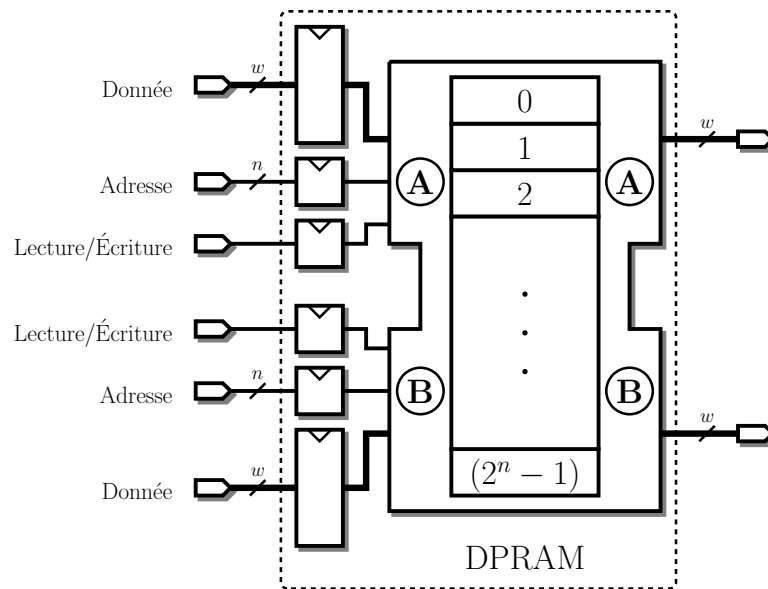 Donnée
w
Adresse
n
Lecture/Écriture
Lecture/Écriture
Adresse
n
Donnée
w
A
B
0
1
2
(2ⁿ − 1)
A
B
w
w
DPRAM